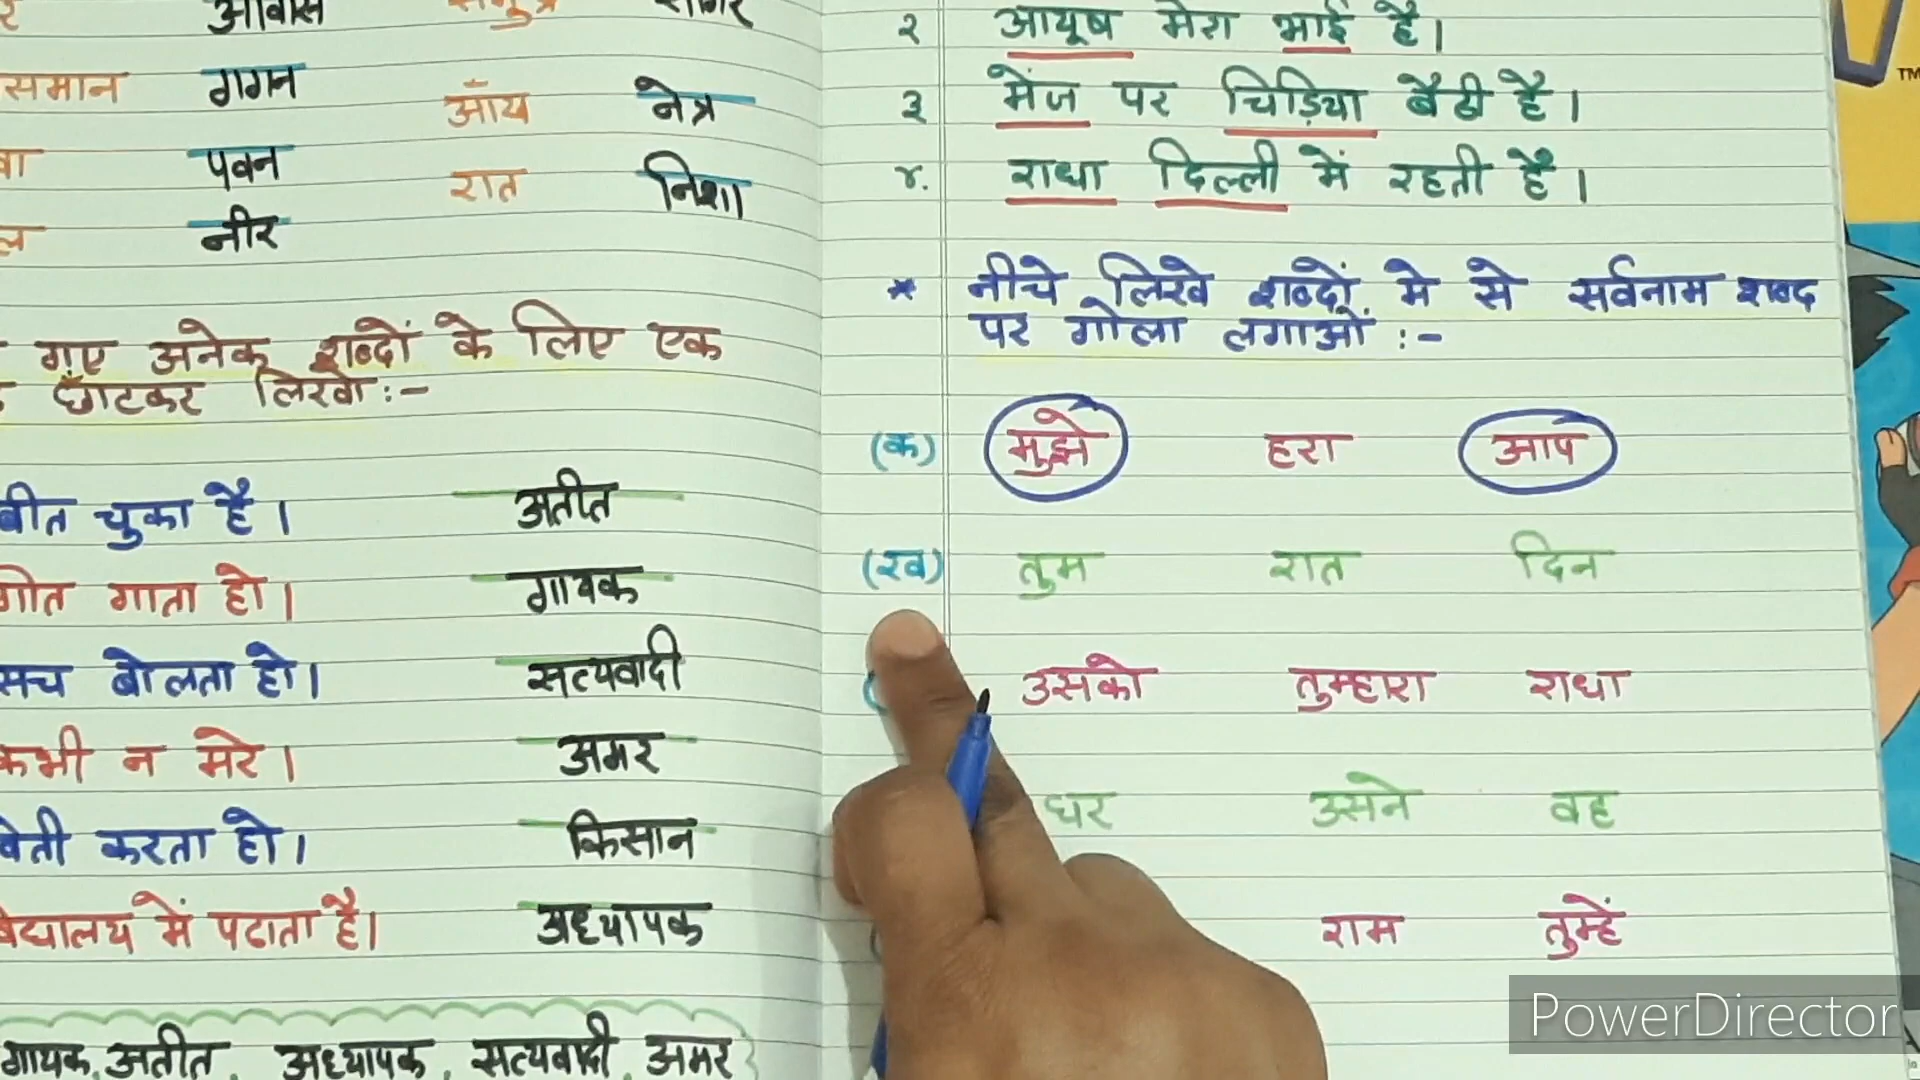 आवास समुद्र सागर
समान गगन आँय नेत्र
वा पवन रात निशा
ल नीर
गए अनेक शब्दों के लिए एक
छाँटकर लिखो :-
बीत चुका है। अतीत
गीत गाता हो। गायक
सच बोलता हो। सत्यवादी
कभी न मरे। अमर
खेती करता हो। किसान
विद्यालय में पढाता है। अध्यापक
गायक, अतीत, अध्यापक, सत्यवादी, अमर
२ आयूष मेरा भाई है।
३ मेंज पर चिड़िया बैठी है।
४. राधा दिल्ली में रहती है।
* नीचे लिखे शब्दों मे से सर्वनाम शब्द
पर गोला लगाओं :-
(क) मुझे हरा आप
(ख) तुम रात दिन
उसको तुम्हारा राधा
घर उसने वह
राम तुम्हें
PowerDirector